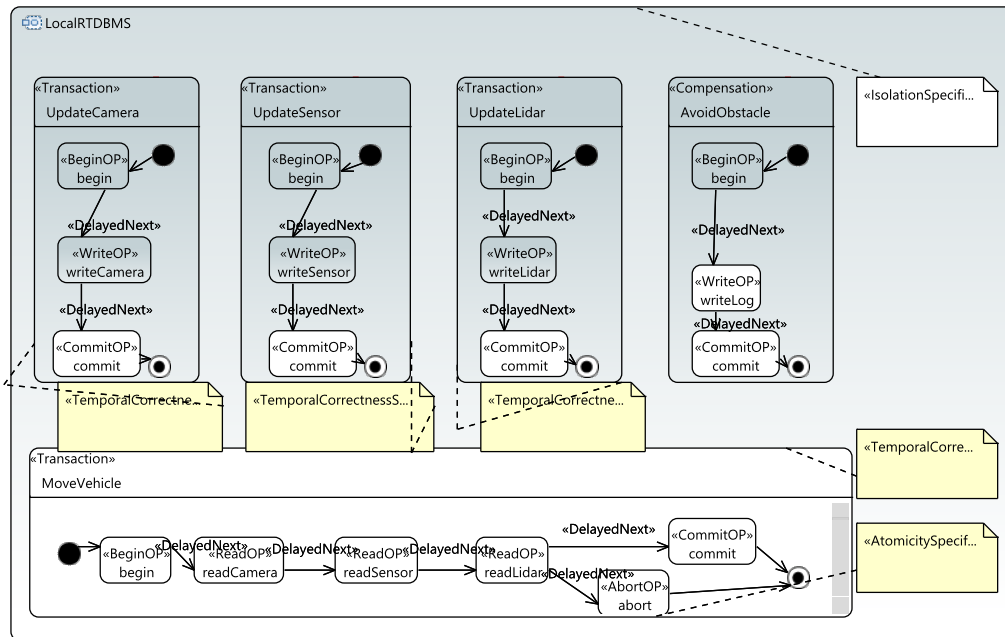 LocalRTDBMS
«Transaction»
UpdateCamera
«BeginOP»
begin
«DelayedNext»
«WriteOP»
writeCamera
«DelayedNext»
«CommitOP»
commit
«TemporalCorrectne...
«Transaction»
UpdateSensor
«BeginOP»
begin
«DelayedNext»
«WriteOP»
writeSensor
«DelayedNext»
«CommitOP»
commit
«TemporalCorrectnessS...
«Transaction»
UpdateLidar
«BeginOP»
begin
«DelayedNext»
«WriteOP»
writeLidar
«DelayedNext»
«CommitOP»
commit
«TemporalCorrectne...
«Compensation»
AvoidObstacle
«BeginOP»
begin
«DelayedNext»
«WriteOP»
writeLog
«DelayedNext»
«CommitOP»
commit
«IsolationSpecifi...
«Transaction»
MoveVehicle
«BeginOP»
begin
«DelayedNext»
«ReadOP»
readCamera
«DelayedNext»
«ReadOP»
readSensor
«DelayedNext»
«ReadOP»
readLidar
«DelayedNext»
«CommitOP»
commit
«DelayedNext»
«AbortOP»
abort
«TemporalCorre...
«AtomicitySpecif...